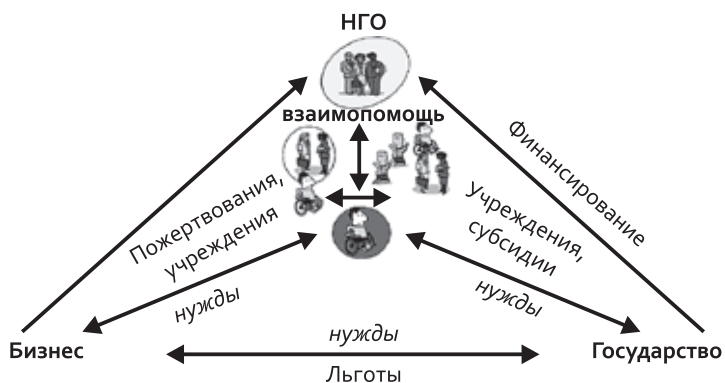 НГО
взаимопомощь
Финансирование
Пожертвования,
учреждения
Учреждения,
субсидии
нужды
нужды
нужды
Бизнес
Государство
Льготы